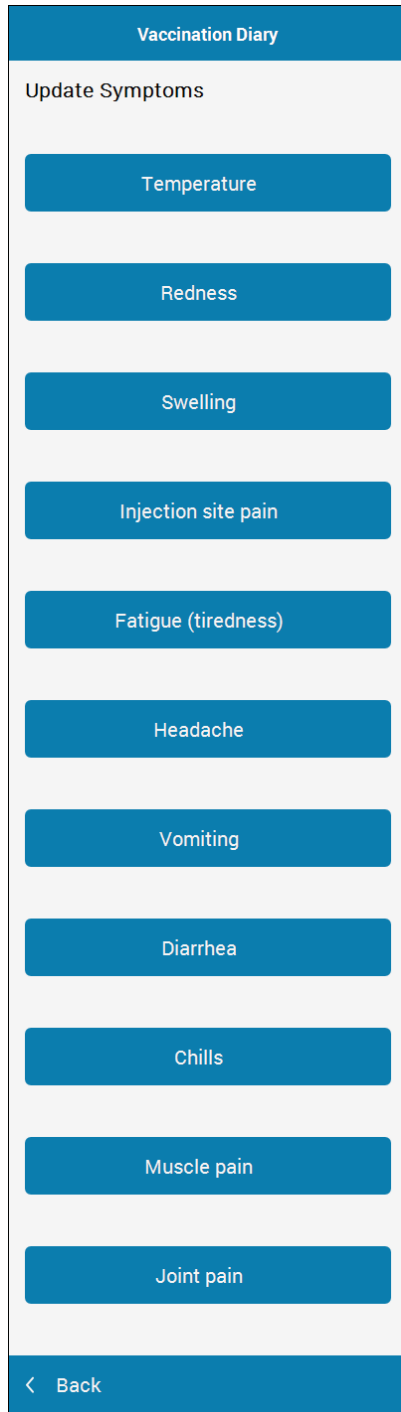 Vaccination Diary
Update Symptoms
Temperature
Redness
Swelling
Injection site pain
Fatigue (tiredness)
Headache
Vomiting
Diarrhea
Chills
Muscle pain
Joint pain
Back